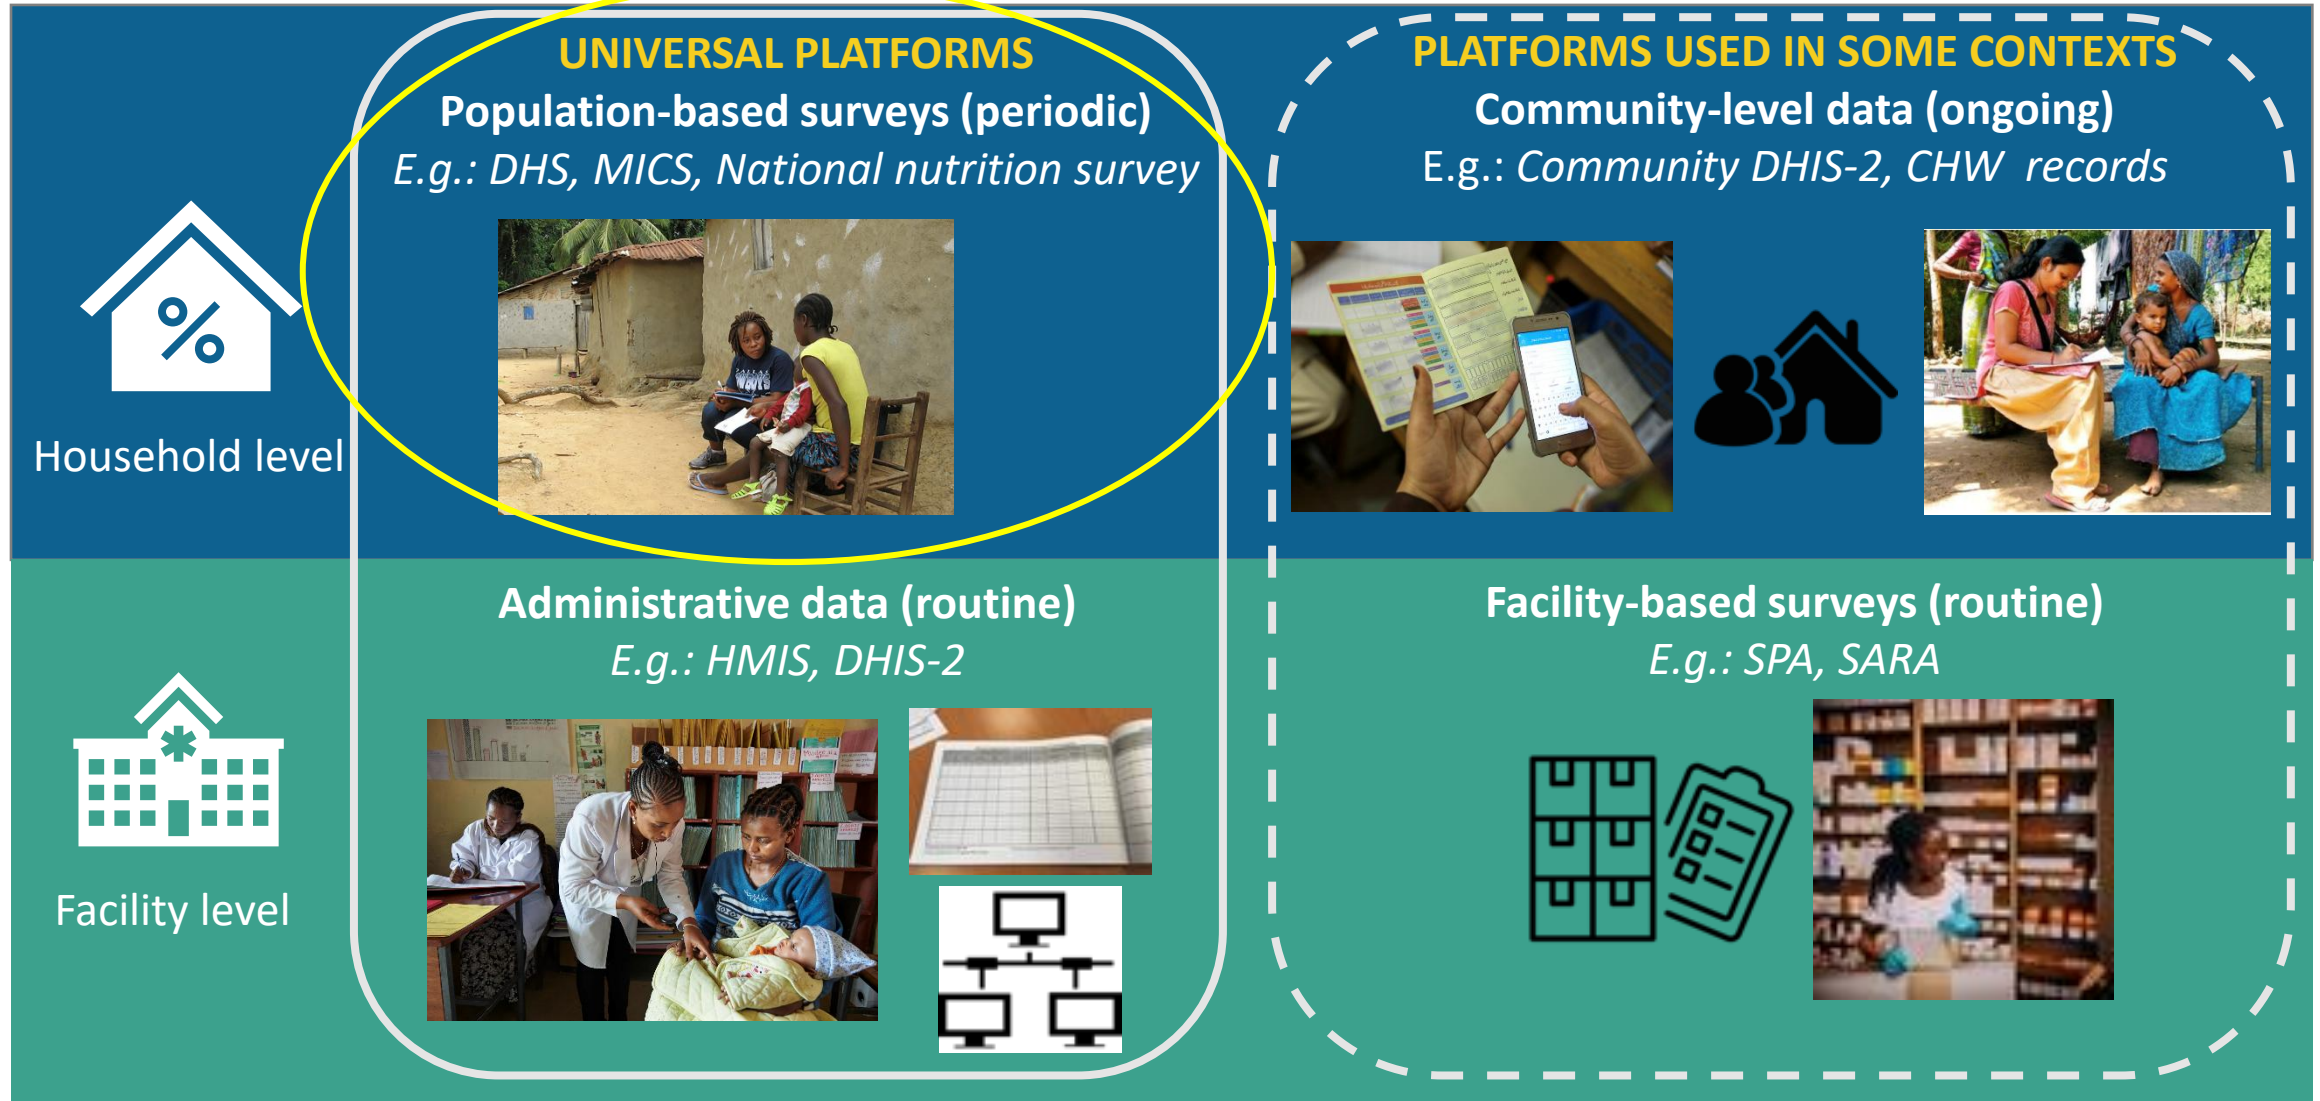 UNIVERSAL PLATFORMS
Population-based surveys (periodic)
E.g.: DHS, MICS, National nutrition survey
PLATFORMS USED IN SOME CONTEXTS
Community-level data (ongoing)
E.g.: Community DHIS-2, CHW records
Household level
Administrative data (routine)
E.g.: HMIS, DHIS-2
Facility-based surveys (routine)
E.g.: SPA, SARA
Facility level